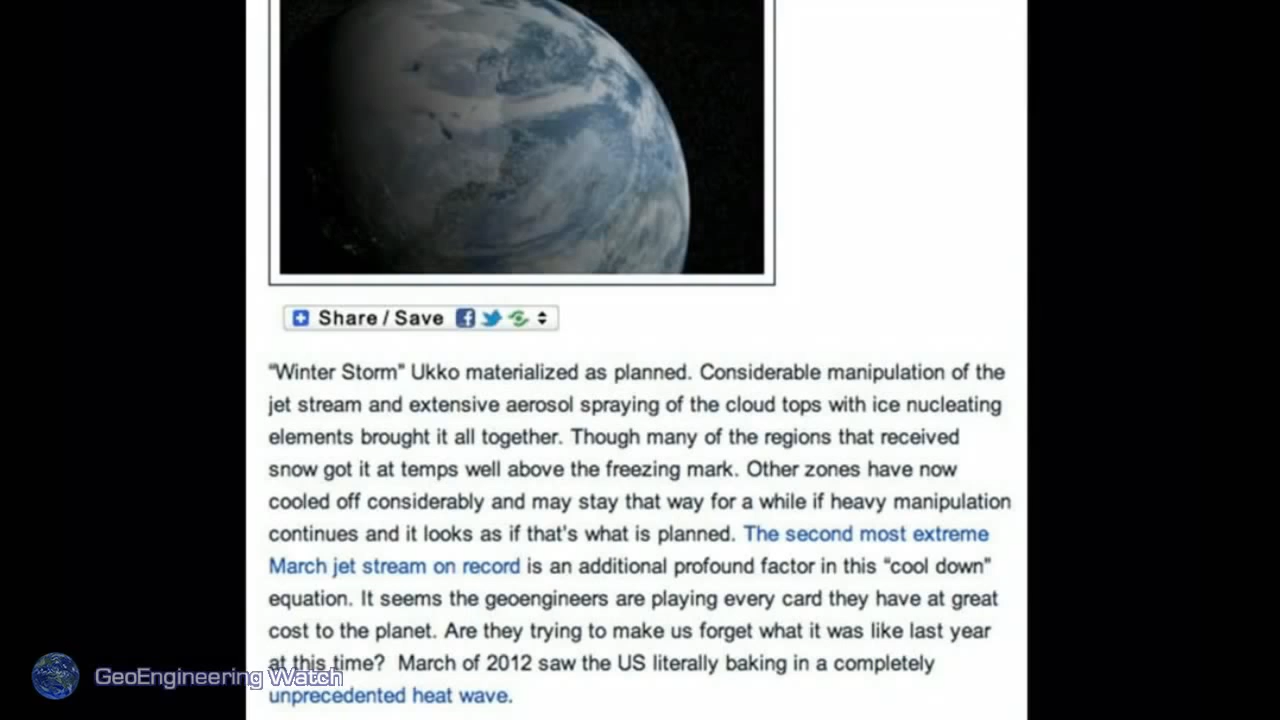 Share / Save
"Winter Storm" Ukko materialized as planned. Considerable manipulation of the
jet stream and extensive aerosol spraying of the cloud tops with ice nucleating
elements brought it all together. Though many of the regions that received
snow got it at temps well above the freezing mark. Other zones have now
cooled off considerably and may stay that way for a while if heavy manipulation
continues and it looks as if that's what is planned. The second most extreme
March jet stream on record is an additional profound factor in this "cool down"
equation. It seems the geoengineers are playing every card they have at great
cost to the planet. Are they trying to make us forget what it was like last year
at this time? March of 2012 saw the US literally baking in a completely
unprecedented heat wave.
GeoEngineering Watch